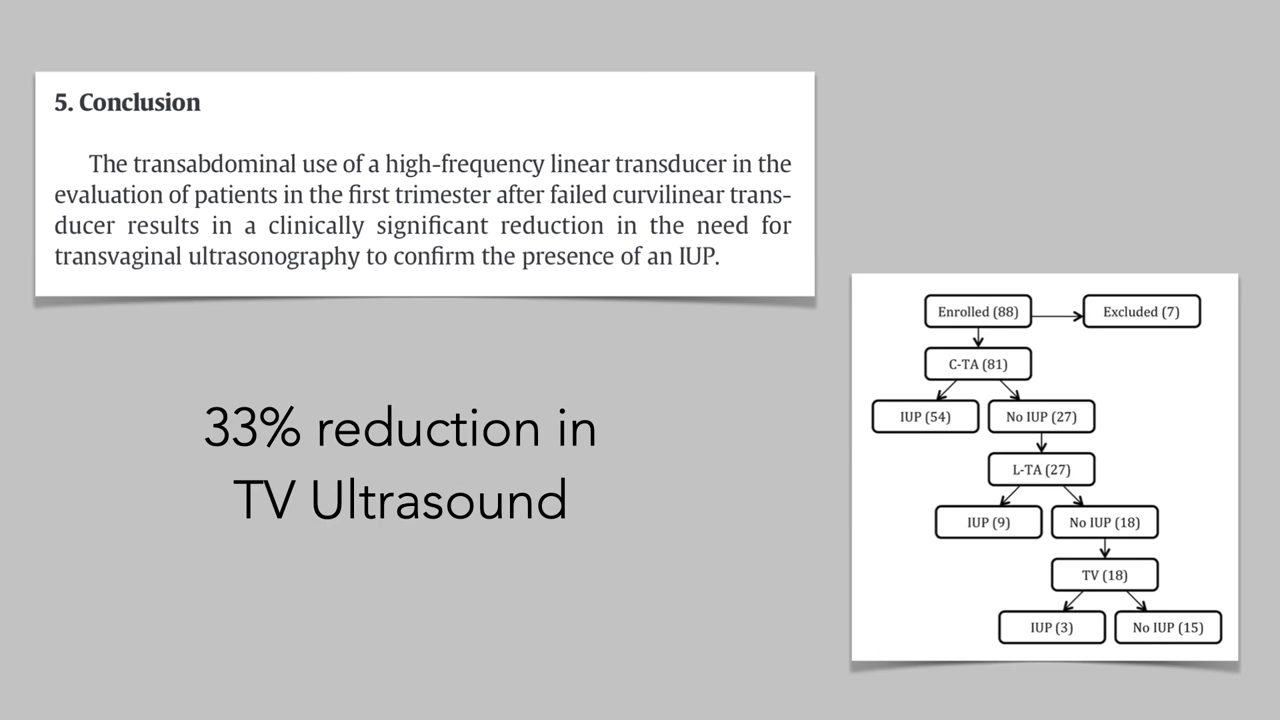 5. Conclusion
The transabdominal use of a high-frequency linear transducer in the
evaluation of patients in the first trimester after failed curvilinear trans-
ducer results in a clinically significant reduction in the need for
transvaginal ultrasonography to confirm the presence of an IUP.
33% reduction in
TV Ultrasound
Enrolled (88)
Excluded (7)
C-TA (81)
IUP (54)
No IUP (27)
L-TA (27)
IUP (9)
No IUP (18)
TV (18)
IUP (3)
No IUP (15)